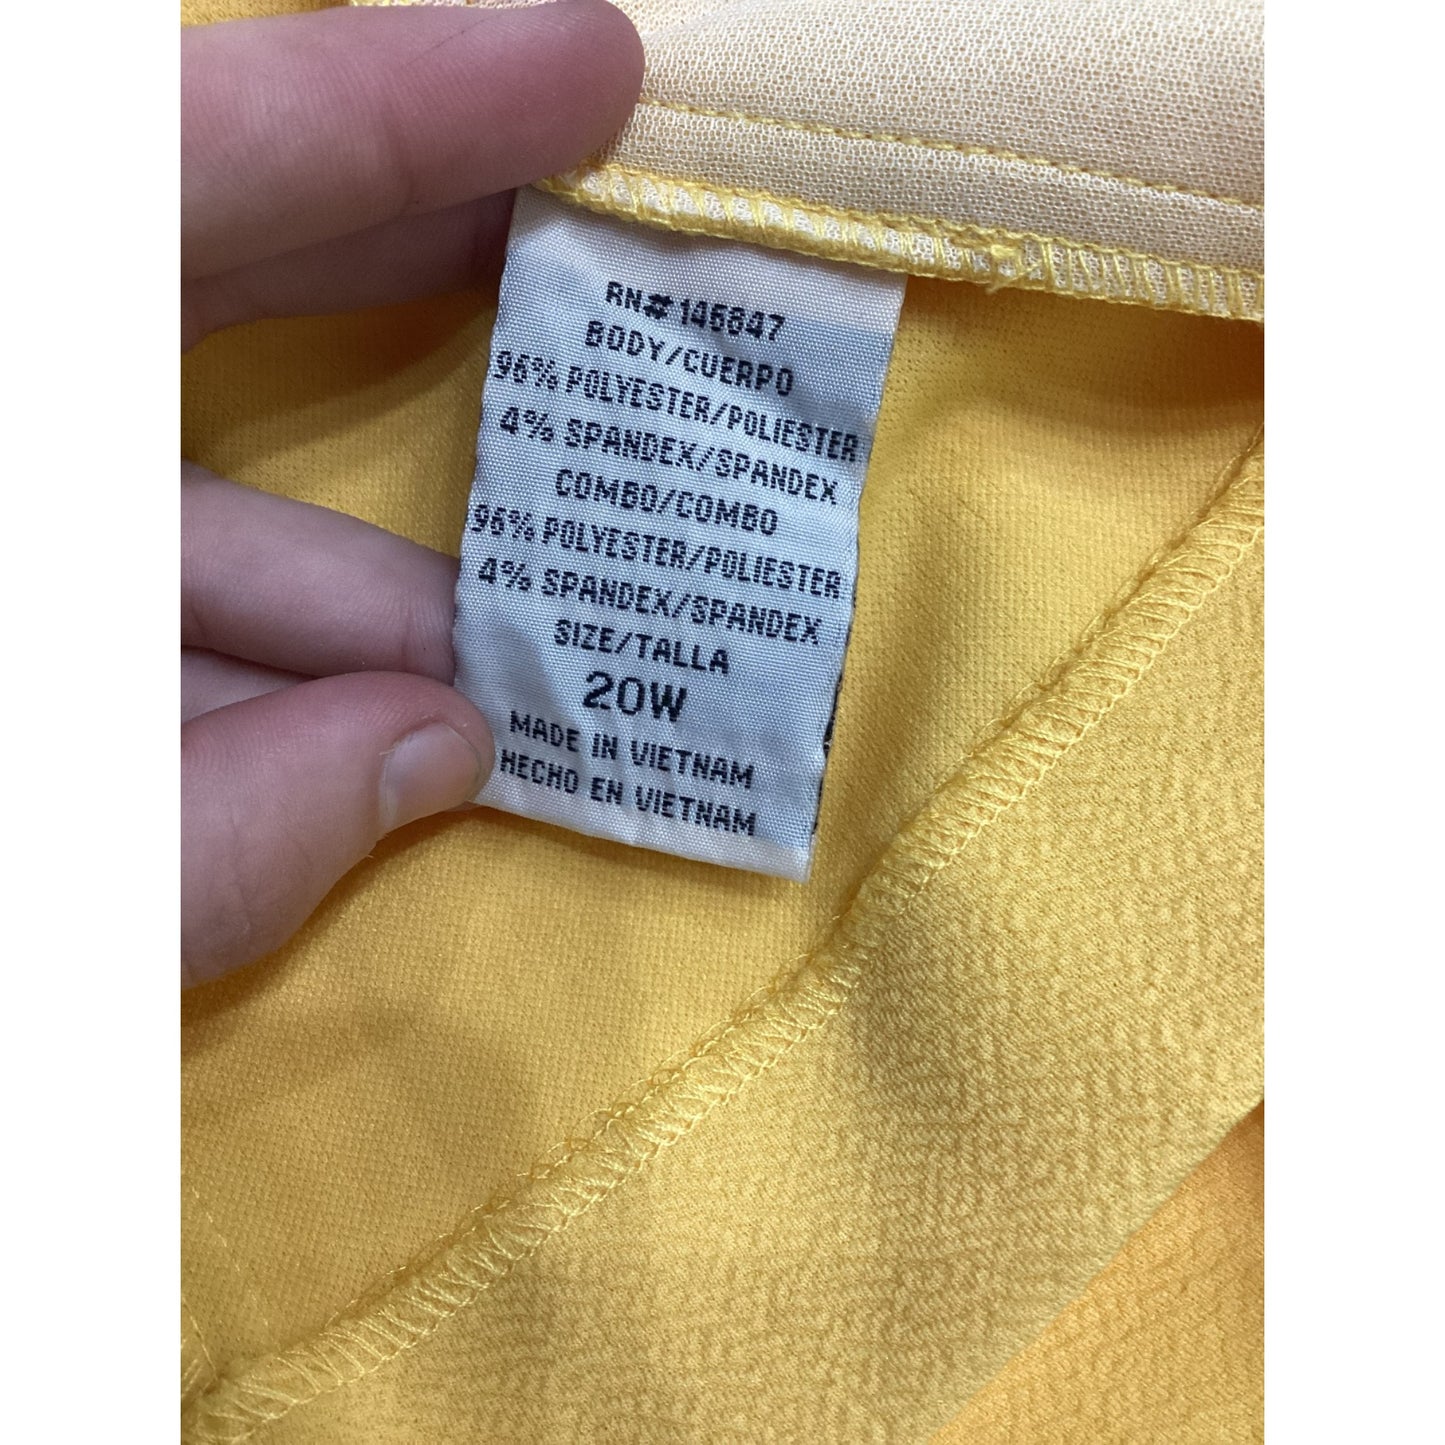 RN# 146847
BODY/CUERPO
96% POLYESTER/POLIESTER
4% SPANDEX/SPANDEX
COMBO/COMBO
96% POLYESTER/POLIESTER
4% SPANDEX/SPANDEX
SIZE/TALLA
20W
MADE IN VIETNAM
HECHO EN VIETNAM